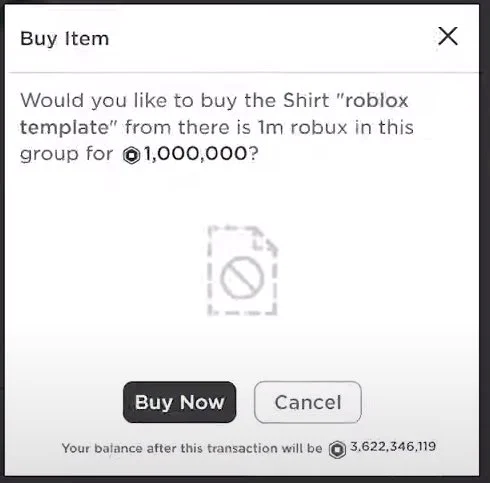 Buy Item
Would you like to buy the Shirt "roblox
template" from there is 1m robux in this
group for 1,000,000?
Buy Now
Cancel
Your balance after this transaction will be 3,622,346,119